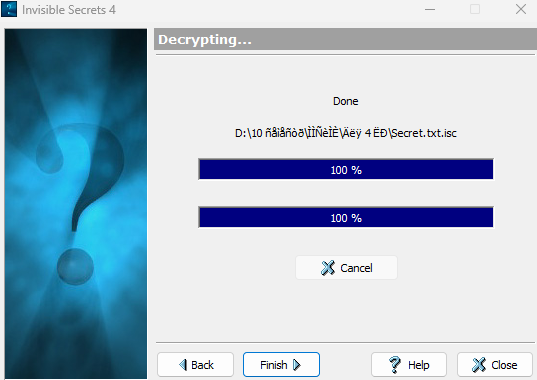 Invisible Secrets 4
Decrypting...
Done
D:\10 ñåìåñòð\ÌÌÑèÌÈ\Äëÿ 4 ËÐ\Secret.txt.isc
100 %
100 %
Cancel
Back
Finish
Help
Close